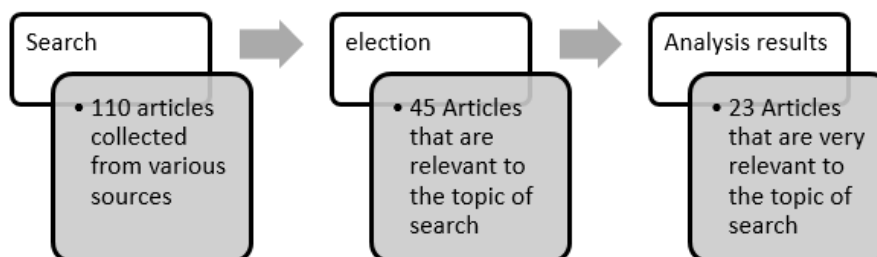 Search
• 110 articles
collected
from various
sources
election
• 45 Articles
that are
relevant to
the topic of
search
Analysis results
• 23 Articles
that are very
relevant to
the topic of
search